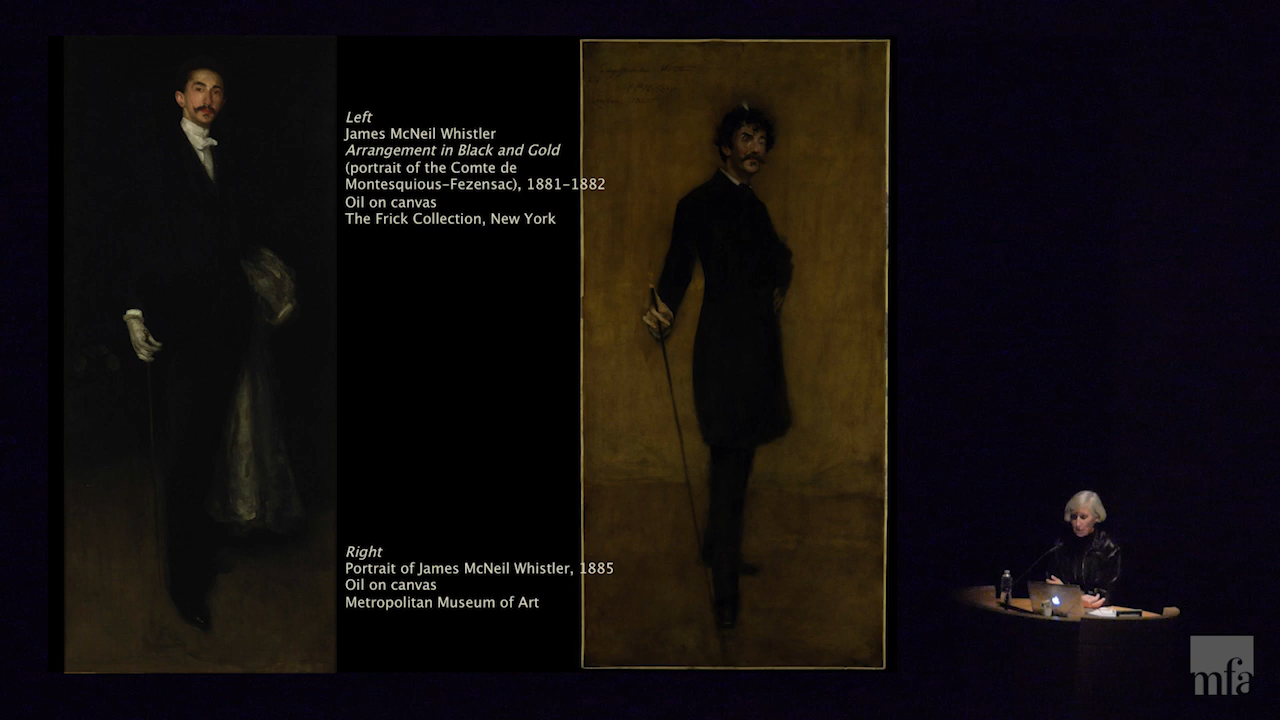 Left
James McNeil Whistler
Arrangement in Black and Gold
(portrait of the Comte de
Montesquious-Fezensac), 1881-1882
Oil on canvas
The Frick Collection, New York
Right
Portrait of James McNeil Whistler, 1885
Oil on canvas
Metropolitan Museum of Art
mfa